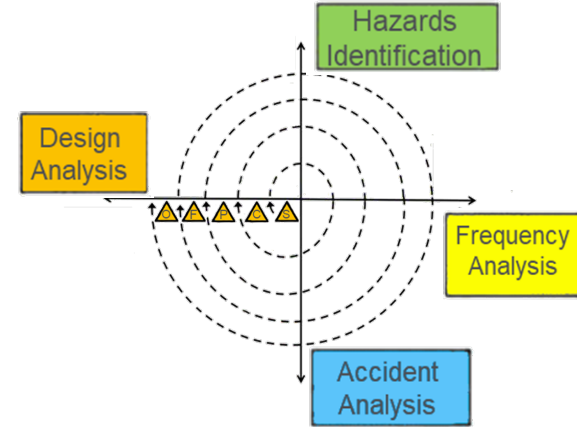 Hazards
Identification
Design
Analysis
O F P C S
Frequency
Analysis
Accident
Analysis